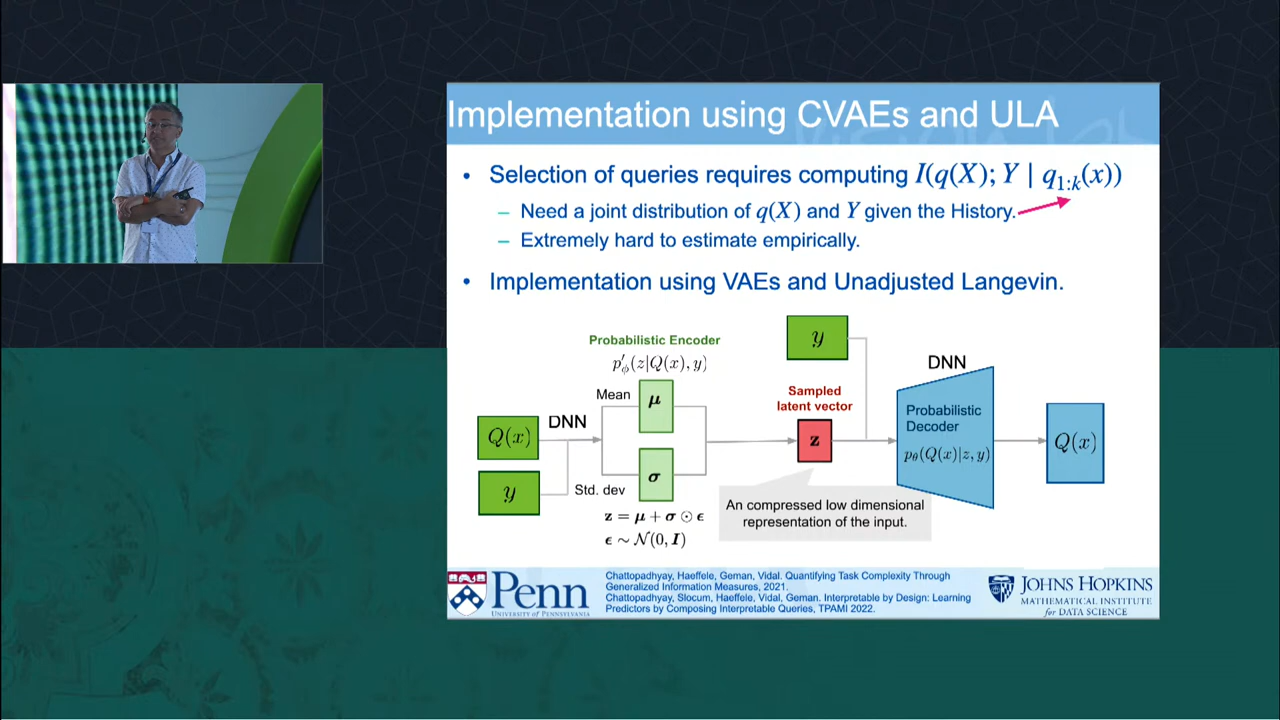 Implementation using CVAEs and ULA
• Selection of queries requires computing I(q(X); Y | q₁:ₖ(x))
– Need a joint distribution of q(X) and Y given the History.
– Extremely hard to estimate empirically.
• Implementation using VAEs and Unadjusted Langevin.
Probabilistic Encoder
p′ϕ(z|Q(x), y)
Mean
μ
Q(x)
DNN
y
Std. dev
σ
z = μ + σ ⊙ ϵ
ϵ ∼ N(0, I)
y
Sampled
latent vector
z
An compressed low dimensional
representation of the input.
DNN
Probabilistic
Decoder
pθ(Q(x)|z, y)
Q(x)
Penn
UNIVERSITY OF PENNSYLVANIA
Chattopadhyay, Haeffele, Geman, Vidal. Quantifying Task Complexity Through
Generalized Information Measures, 2021.
Chattopadhyay, Slocum, Haeffele, Vidal, Geman. Interpretable by Design: Learning
Predictors by Composing Interpretable Queries, TPAMI 2022.
JOHNS HOPKINS
MATHEMATICAL INSTITUTE
for DATA SCIENCE